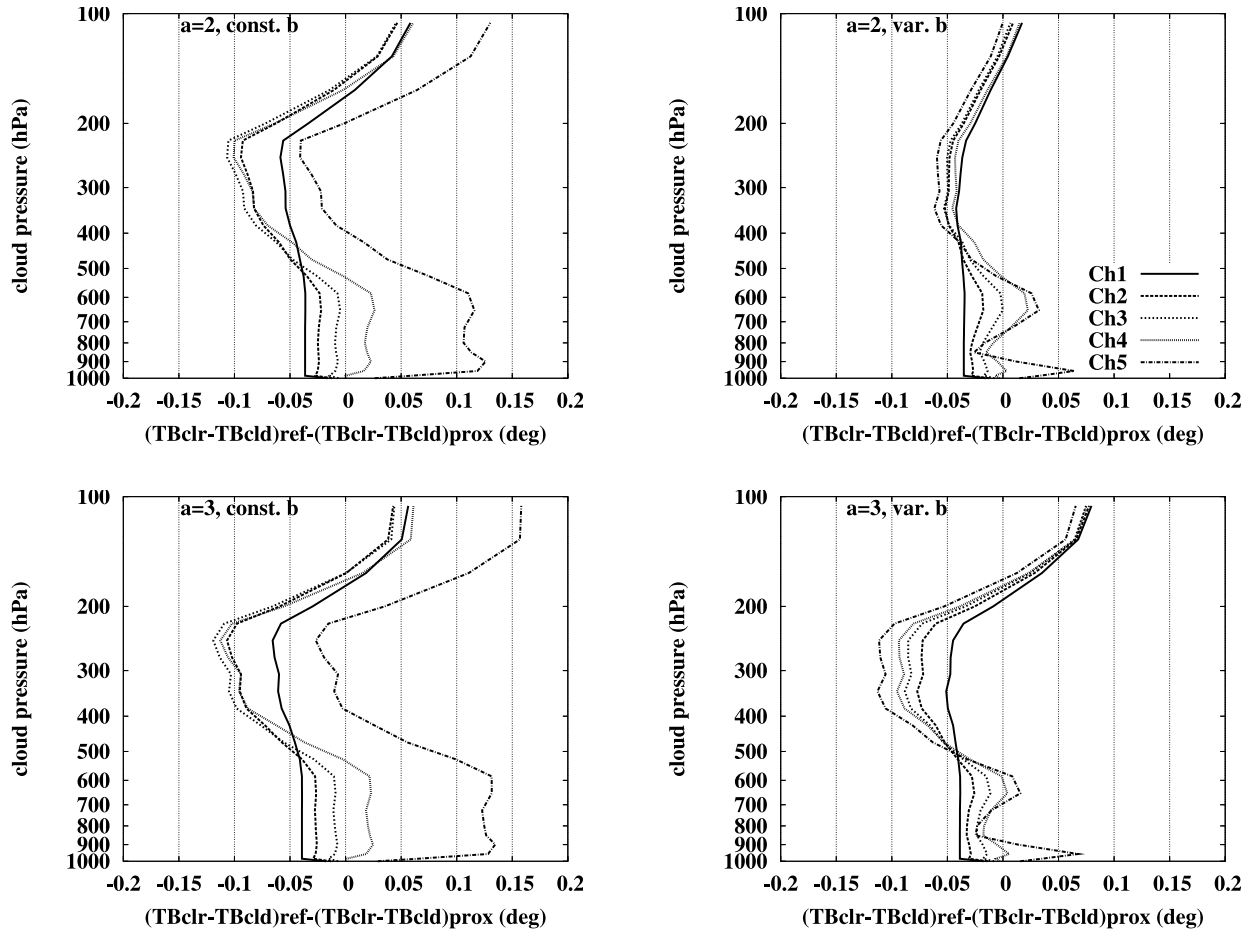 a=2, const. b
100
200
300
400
500
600
700
800
900
1000
-0.2 -0.15 -0.1 -0.05 0 0.05 0.1 0.15 0.2
cloud pressure (hPa)
(TBclr-TBcld)ref-(TBclr-TBcld)prox (deg)
a=2, var. b
100
200
300
400
500
600
700
800
900
1000
-0.2 -0.15 -0.1 -0.05 0 0.05 0.1 0.15 0.2
cloud pressure (hPa)
(TBclr-TBcld)ref-(TBclr-TBcld)prox (deg)
Ch1
Ch2
Ch3
Ch4
Ch5
a=3, const. b
100
200
300
400
500
600
700
800
900
1000
-0.2 -0.15 -0.1 -0.05 0 0.05 0.1 0.15 0.2
cloud pressure (hPa)
(TBclr-TBcld)ref-(TBclr-TBcld)prox (deg)
a=3, var. b
100
200
300
400
500
600
700
800
900
1000
-0.2 -0.15 -0.1 -0.05 0 0.05 0.1 0.15 0.2
cloud pressure (hPa)
(TBclr-TBcld)ref-(TBclr-TBcld)prox (deg)